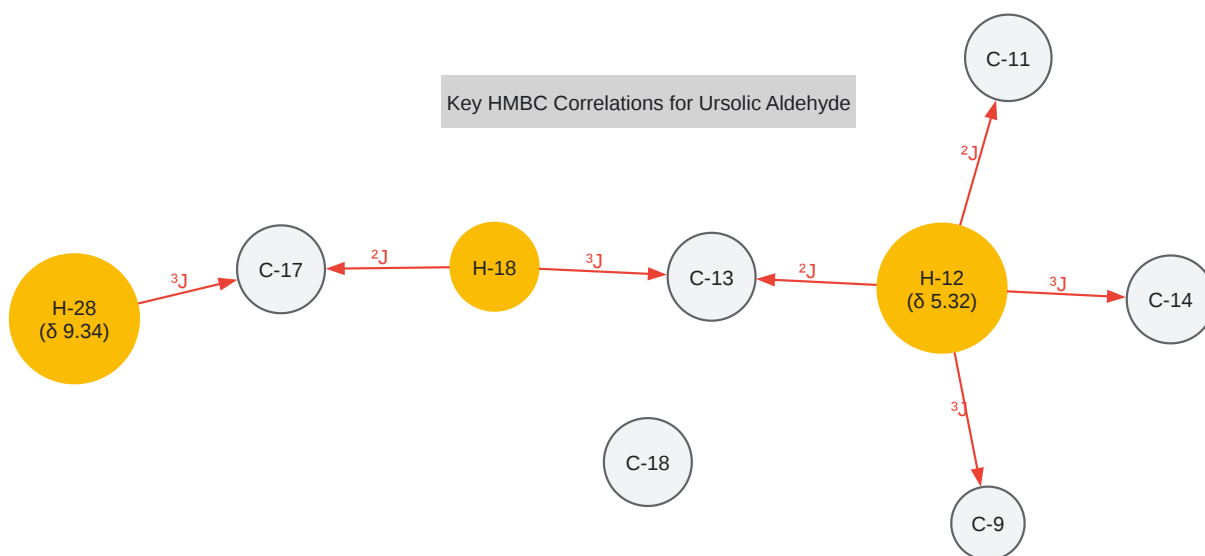 C-11
Key HMBC Correlations for Ursolic Aldehyde
²J
³J
C-17
²J
H-18
³J
C-13
²J
H-12
(δ 5.32)
³J
C-14
H-28
(δ 9.34)
³J
C-18
C-9